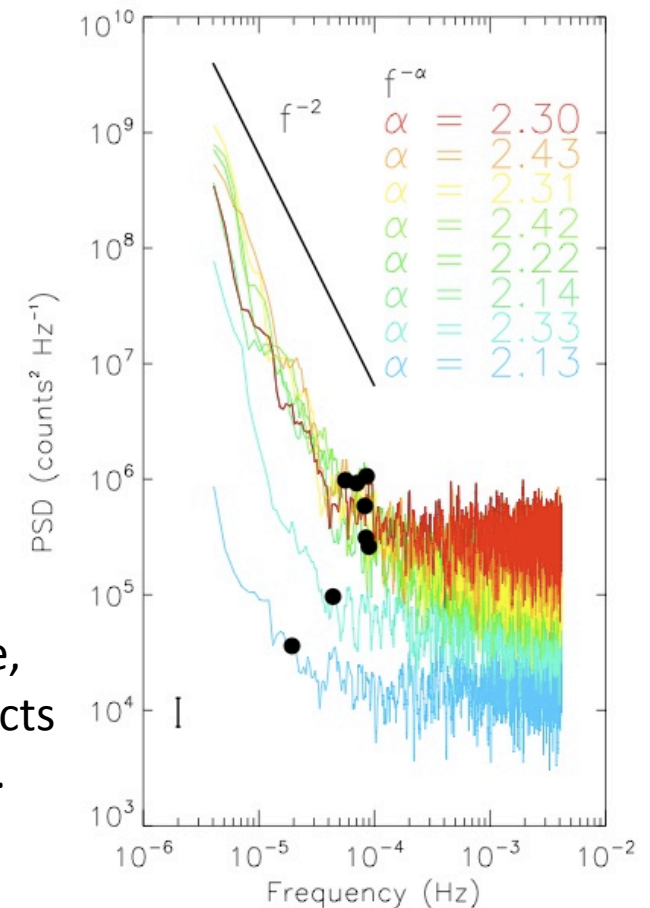 10^10
10^9
10^8
10^7
10^6
10^5
10^4
10^3
PSD (counts² Hz⁻¹)
f⁻²
f^-α
α = 2.30
α = 2.43
α = 2.31
α = 2.42
α = 2.22
α = 2.14
α = 2.33
α = 2.13
e,
cts
.
10^-6 10^-5 10^-4 10^-3 10^-2
Frequency (Hz)